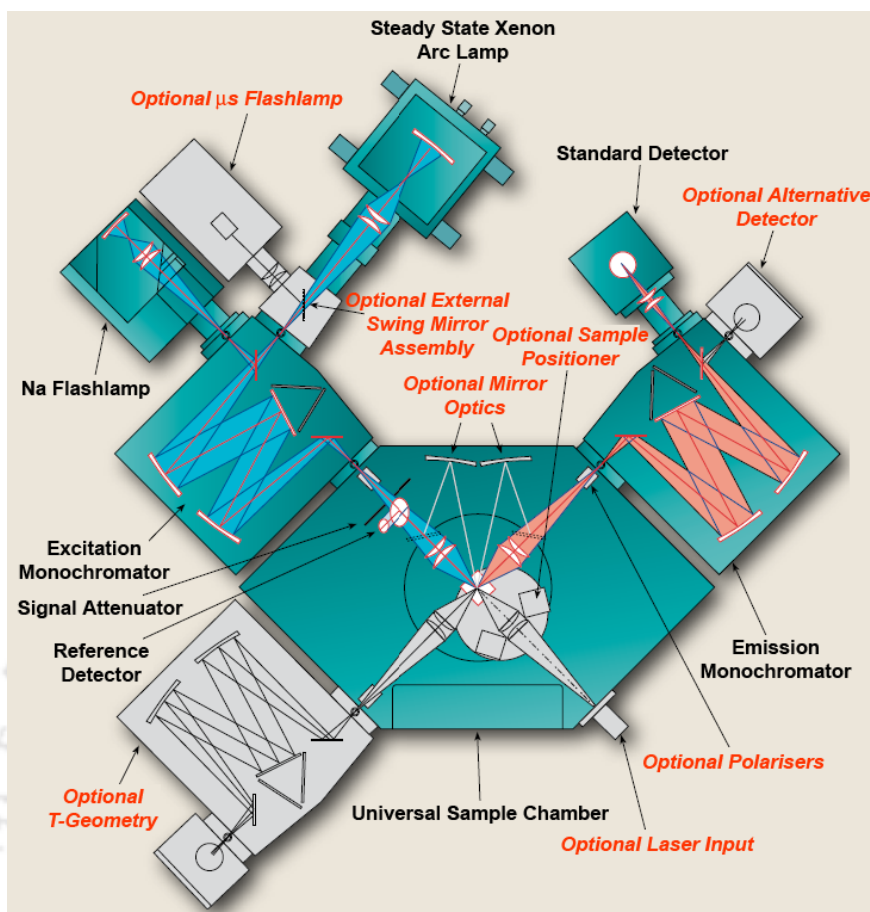 Steady State Xenon
Arc Lamp
Optional µs Flashlamp
Standard Detector
Optional Alternative
Detector
Optional External
Swing Mirror
Assembly
Optional Sample
Positioner
Na Flashlamp
Optional Mirror
Optics
Excitation
Monochromator
Signal Attenuator
Reference
Detector
Emission
Monochromator
Optional Polarisers
Optional
T-Geometry
Universal Sample Chamber
Optional Laser Input